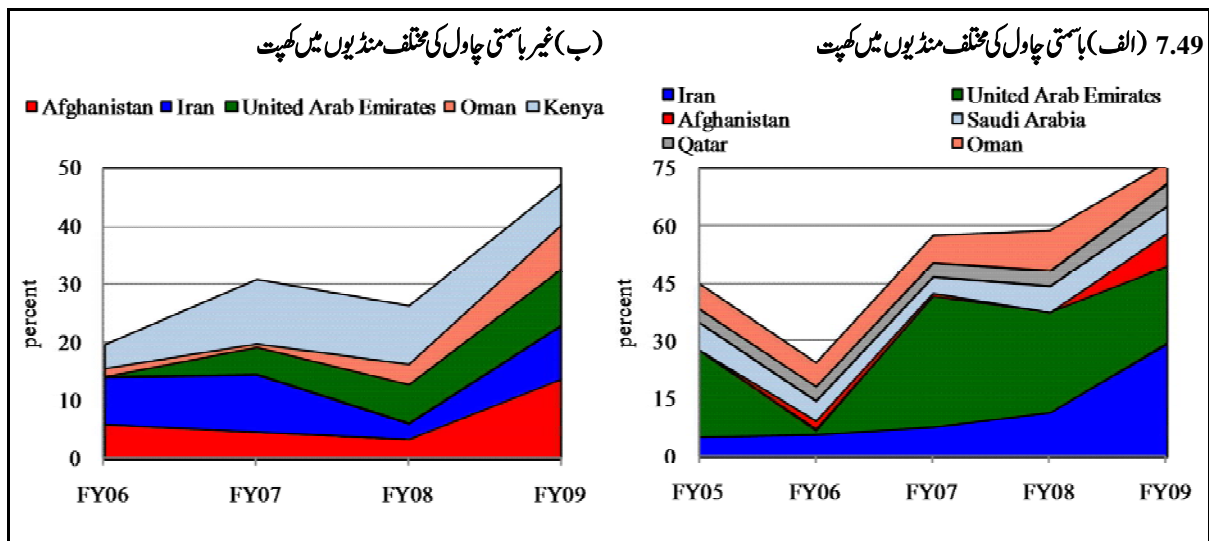 7.49 (الف) باسمتی چاول کی مختلف منڈیوں میں کھپت
Iran United Arab Emirates
Afghanistan Saudi Arabia
Qatar Oman
percent
75
60
45
30
15
0
FY05 FY06 FY07 FY08 FY09
(ب) غیر باسمتی چاول کی مختلف منڈیوں میں کھپت
Afghanistan Iran United Arab Emirates Oman Kenya
percent
50
40
30
20
10
0
FY06 FY07 FY08 FY09